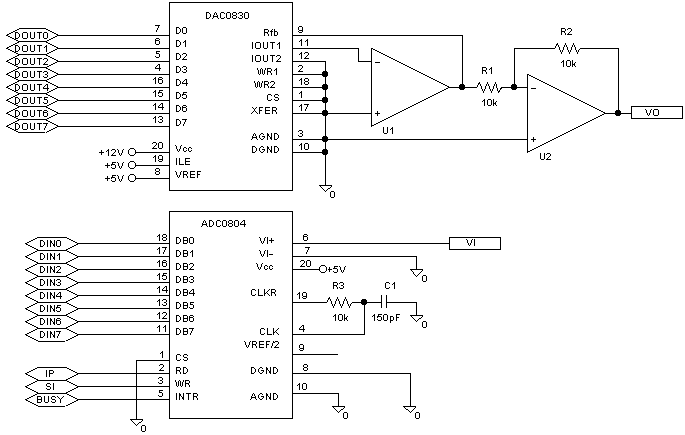 DAC0830
DOUT0 7 D0 Rfb 9
DOUT1 6 D1 IOUT1 11
DOUT2 5 D2 IOUT2 12
DOUT3 4 D3 WR1 2
DOUT4 16 D4 WR2 18
DOUT5 15 D5 CS 1
DOUT6 14 D6 XFER 17
DOUT7 13 D7
AGND 3
DGND 10
+12V 20 Vcc
+5V 19 ILE
+5V 8 VREF
0
− + U1
R1 10k
R2 10k
− + U2
VO
ADC0804
DIN0 18 DB0 VI+ 6 VI
DIN1 17 DB1 VI− 7 0
DIN2 16 DB2 Vcc 20 +5V
DIN3 15 DB3
DIN4 14 DB4 CLKR 19 R3 10k C1 150pF 0
DIN5 13 DB5
DIN6 12 DB6
DIN7 11 DB7 CLK 4
VREF/2 9
1 CS
IP 2 RD DGND 8 0
SI 3 WR
BUSY 5 INTR AGND 10 0
0